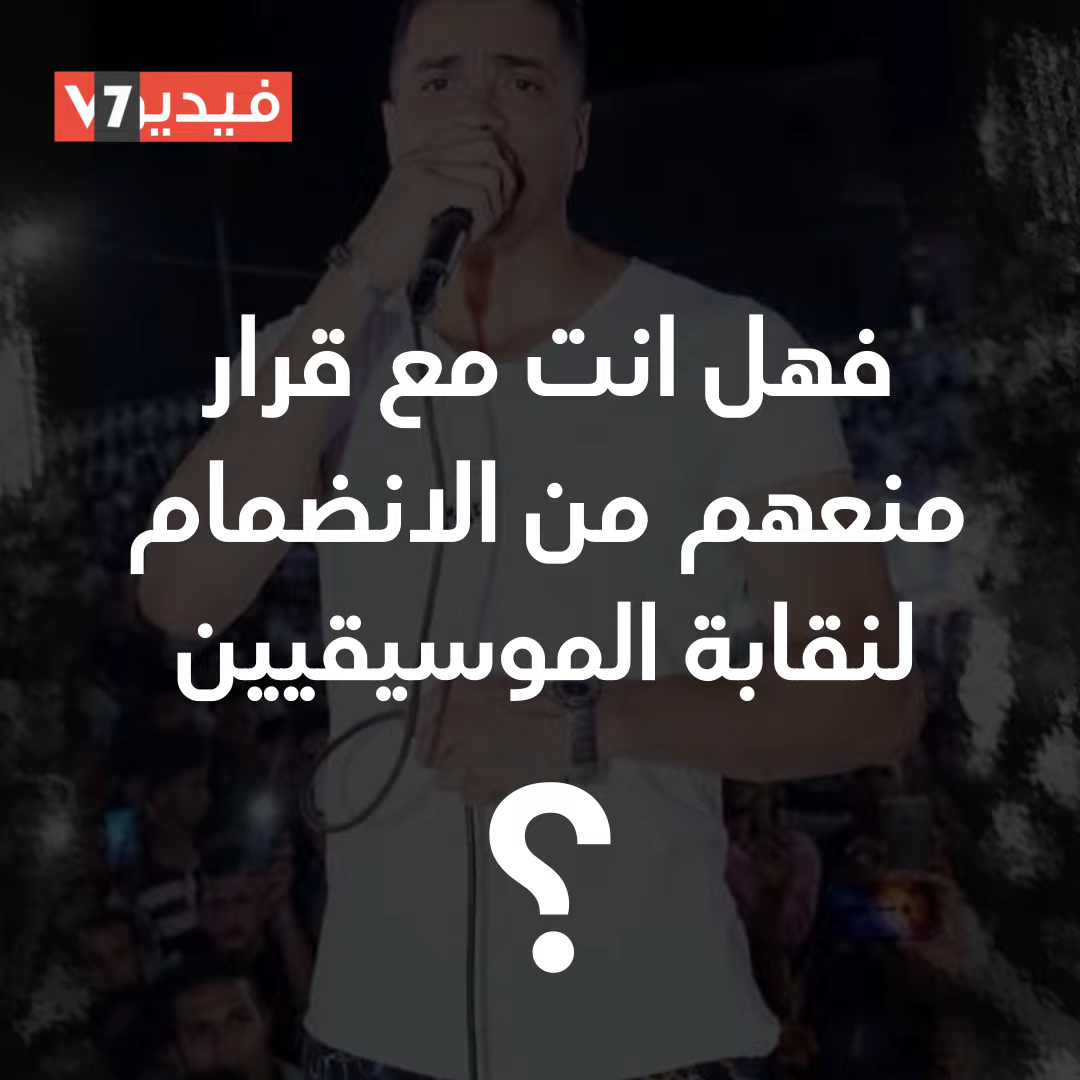 فيديو7
فهل انت مع قرار
منعهم من الانضمام
لنقابة الموسيقيين
؟